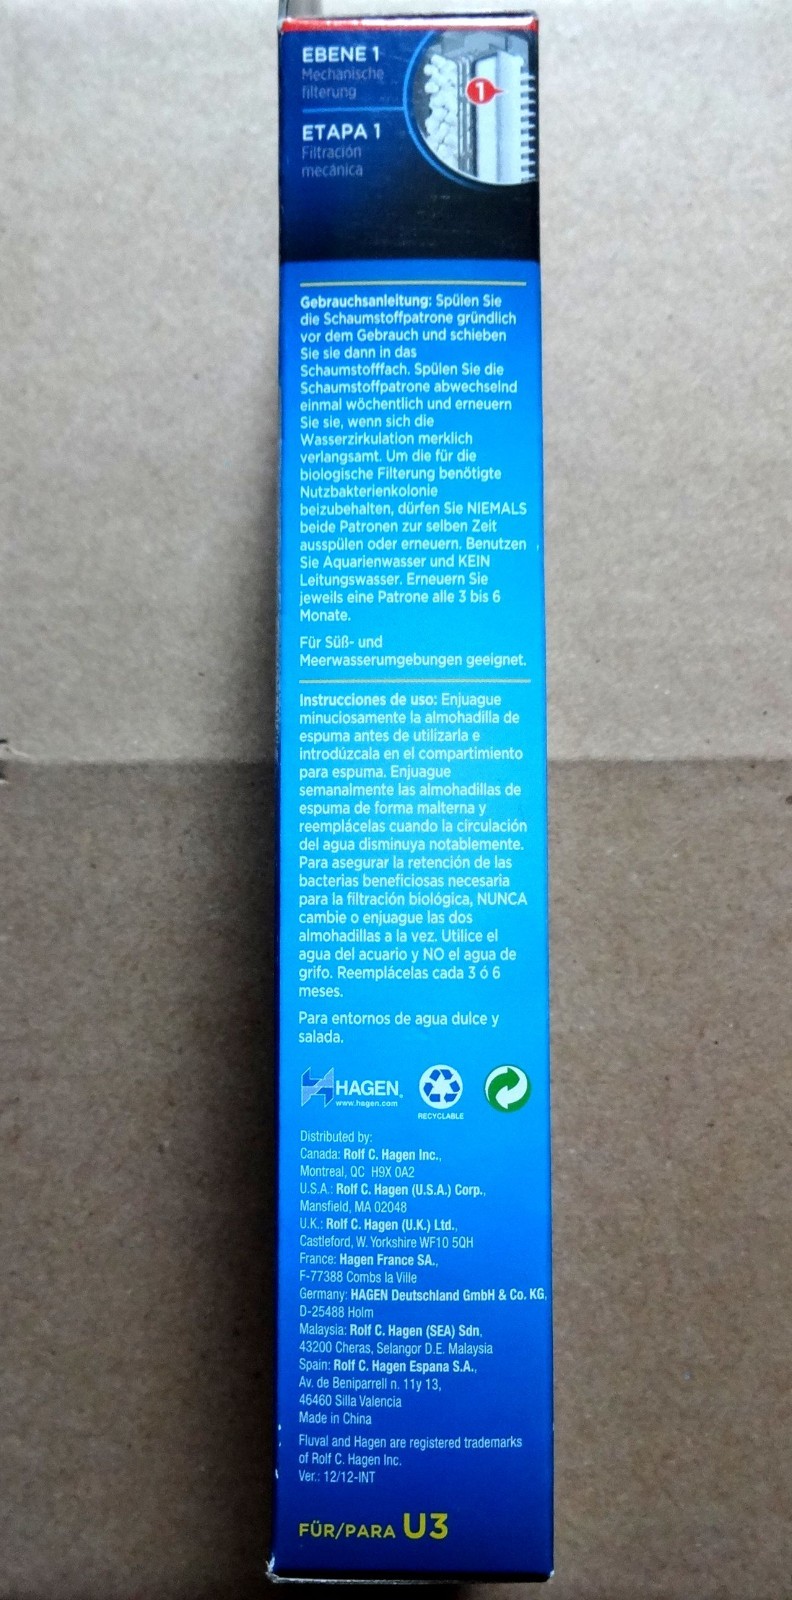 EBENE 1
Mechanische
filterung
ETAPA 1
Filtración
mecánica
1
Gebrauchsanleitung: Spülen Sie
die Schaumstoffpatrone gründlich
vor dem Gebrauch und schieben
Sie sie dann in das
Schaumstofffach. Spülen Sie die
Schaumstoffpatrone abwechselnd
einmal wöchentlich und erneuern
Sie sie, wenn sich die
Wasserzirkulation merklich
verlangsamt. Um die für die
biologische Filterung benötigte
Nutzbakterienkolonie
beizubehalten, dürfen Sie NIEMALS
beide Patronen zur selben Zeit
ausspülen oder erneuern. Benutzen
Sie Aquarienwasser und KEIN
Leitungswasser. Erneuern Sie
jeweils eine Patrone alle 3 bis 6
Monate.
Für Süß- und
Meerwasserumgebungen geeignet.
Instrucciones de uso: Enjuague
minuciosamente la almohadilla de
espuma antes de utilizarla e
introdúzcala en el compartimiento
para espuma. Enjuague
semanalmente las almohadillas de
espuma de forma malterna y
reemplácelas cuando la circulación
del agua disminuya notablemente.
Para asegurar la retención de las
bacterias beneficiosas necesaria
para la filtración biológica, NUNCA
cambie o enjuague las dos
almohadillas a la vez. Utilice el
agua del acuario y NO el agua de
grifo. Reemplácelas cada 3 ó 6
meses.
Para entornos de agua dulce y
salada.
HAGEN®
www.hagen.com
RECYCLABLE
Distributed by:
Canada: Rolf C. Hagen Inc.,
Montreal, QC H9X 0A2
U.S.A.: Rolf C. Hagen (U.S.A.) Corp.,
Mansfield, MA 02048
U.K.: Rolf C. Hagen (U.K.) Ltd.,
Castleford, W. Yorkshire WF10 5QH
France: Hagen France SA.,
F-77388 Combs la Ville
Germany: HAGEN Deutschland GmbH & Co. KG,
D-25488 Holm
Malaysia: Rolf C. Hagen (SEA) Sdn,
43200 Cheras, Selangor D.E. Malaysia
Spain: Rolf C. Hagen Espana S.A.,
Av. de Beniparrell n. 11y 13,
46460 Silla Valencia
Made in China
Fluval and Hagen are registered trademarks
of Rolf C. Hagen Inc.
Ver.: 12/12-INT
FÜR/PARA U3